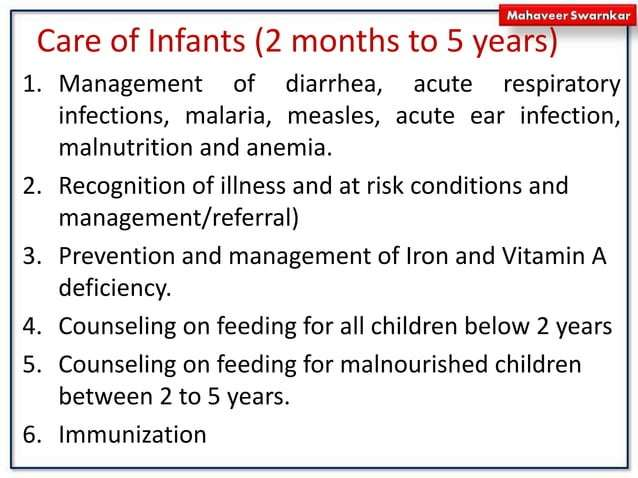 Mahaveer Swarnkar
Care of Infants (2 months to 5 years)
1. Management of diarrhea, acute respiratory
infections, malaria, measles, acute ear infection,
malnutrition and anemia.
2. Recognition of illness and at risk conditions and
management/referral)
3. Prevention and management of Iron and Vitamin A
deficiency.
4. Counseling on feeding for all children below 2 years
5. Counseling on feeding for malnourished children
between 2 to 5 years.
6. Immunization